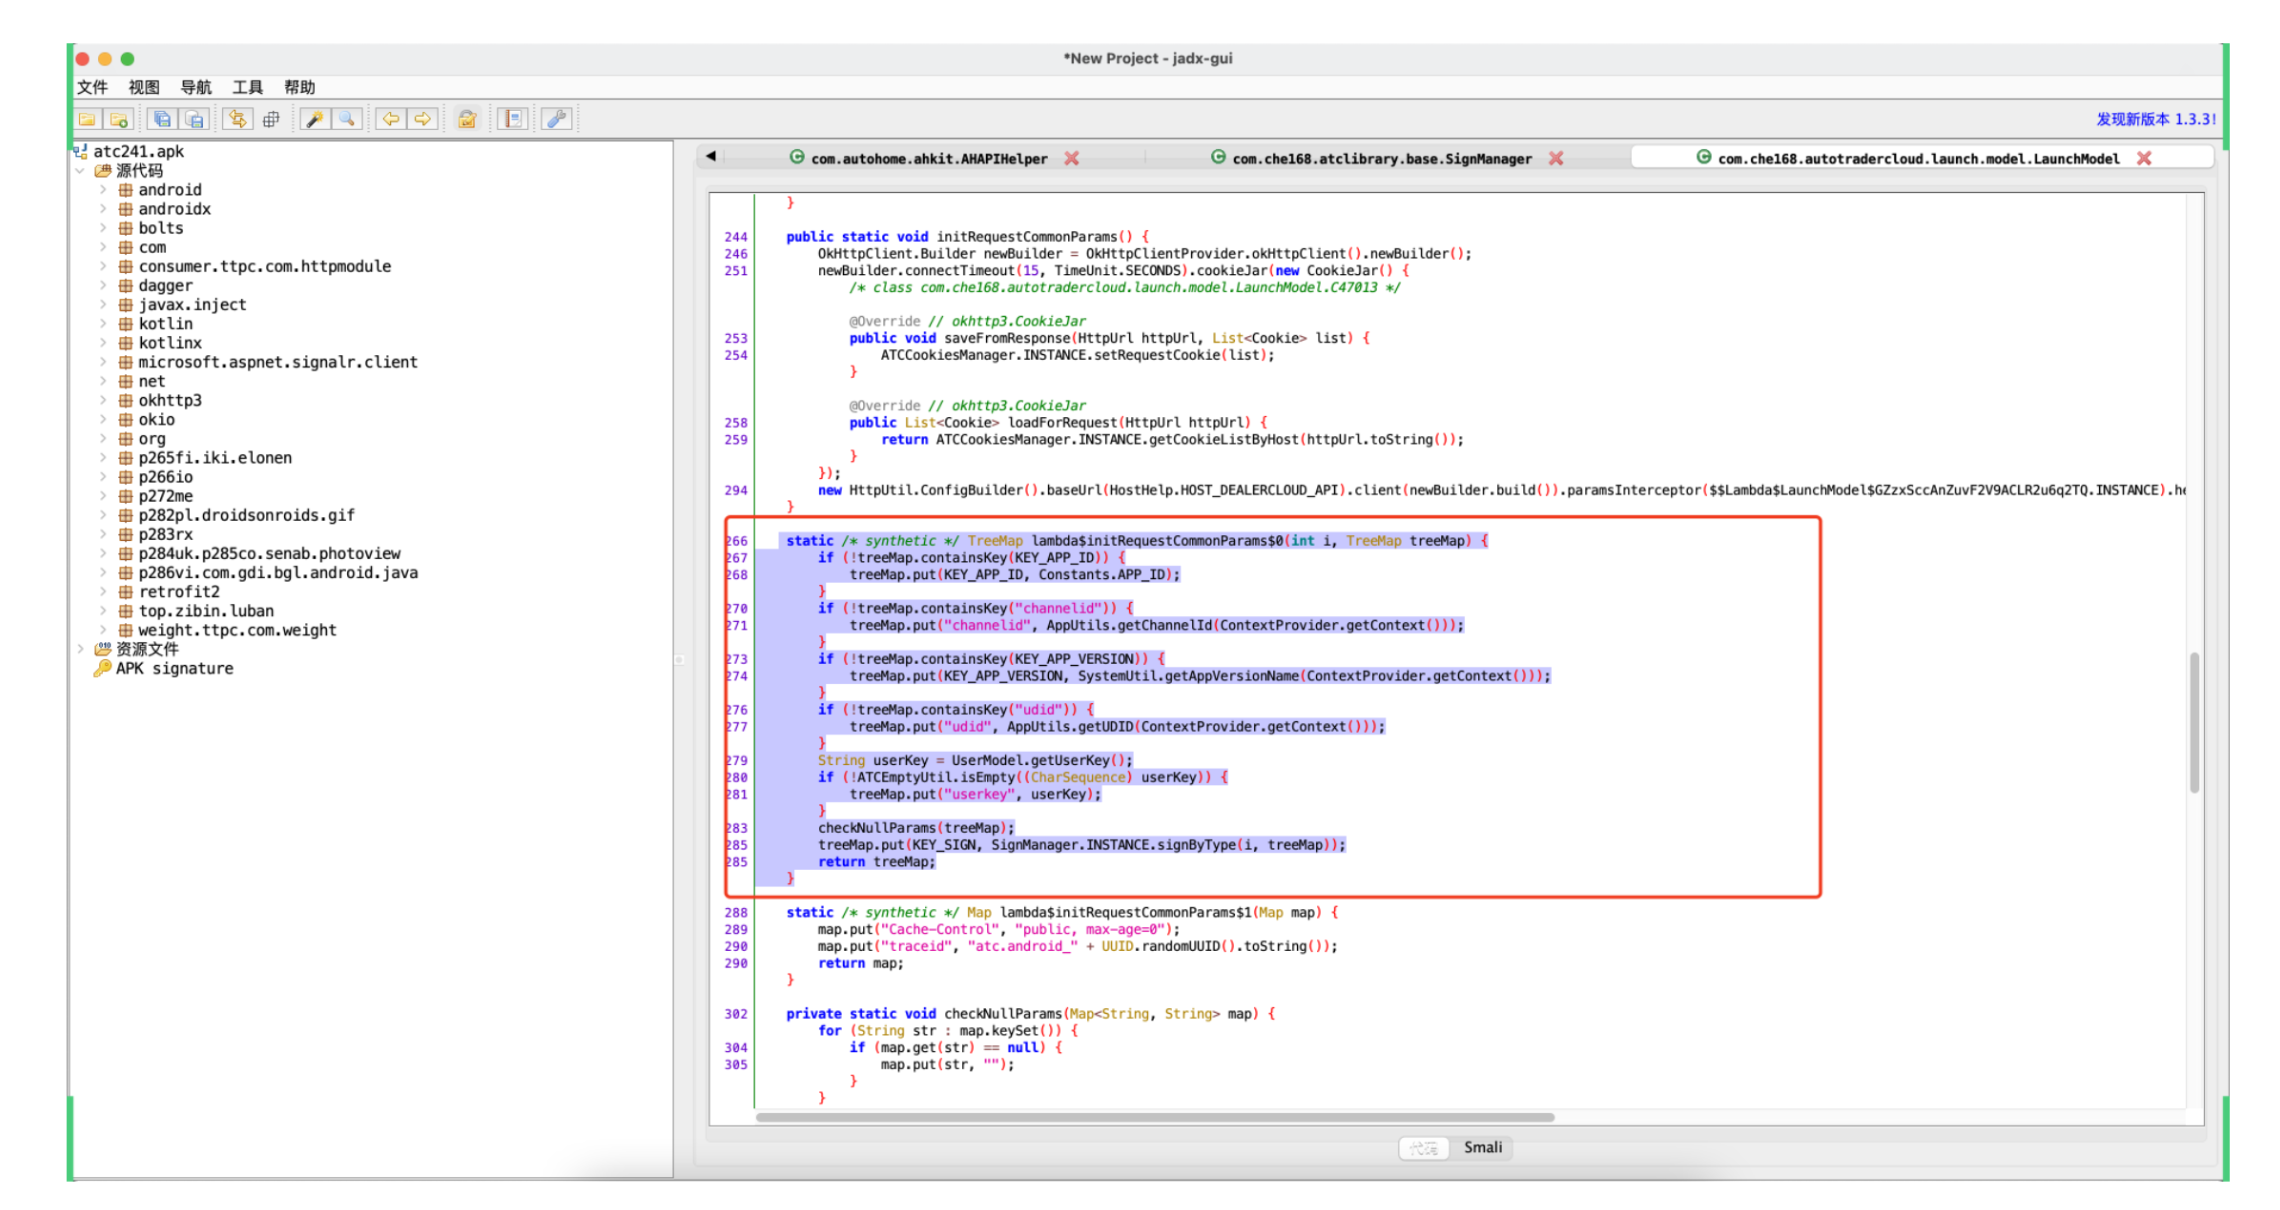 *New Project - jadx-gui
文件 视图 导航 工具 帮助
发现新版本 1.3.3!
atc241.apk
源代码
android
androidx
bolts
com
consumer.ttpc.com.httpmodule
dagger
javax.inject
kotlin
kotlinx
microsoft.aspnet.signalr.client
net
okhttp3
okio
org
p265fi.iki.elonen
p266io
p272me
p282pl.droidsonroids.gif
p283rx
p284uk.p285co.senab.photoview
p286vi.com.gdi.bgl.android.java
retrofit2
top.zibin.luban
weight.ttpc.com.weight
资源文件
APK signature
com.autohome.ahkit.AHAPIHelper com.che168.atclibrary.base.SignManager com.che168.autotradercloud.launch.model.LaunchModel
}
244 public static void initRequestCommonParams() {
246 OkHttpClient.Builder newBuilder = OkHttpClientProvider.okHttpClient().newBuilder();
251 newBuilder.connectTimeout(15, TimeUnit.SECONDS).cookieJar(new CookieJar() {
/* class com.che168.autotradercloud.launch.model.LaunchModel.C47013 */
@Override // okhttp3.CookieJar
253 public void saveFromResponse(HttpUrl httpUrl, List<Cookie> list) {
254 ATCCookiesManager.INSTANCE.setRequestCookie(list);
}
@Override // okhttp3.CookieJar
258 public List<Cookie> loadForRequest(HttpUrl httpUrl) {
259 return ATCCookiesManager.INSTANCE.getCookieListByHost(httpUrl.toString());
}
});
294 new HttpUtil.ConfigBuilder().baseUrl(HostHelp.HOST_DEALERCLOUD_API).client(newBuilder.build()).paramsInterceptor($$Lambda$LaunchModel$GZzxSccAnZuvF2V9ACLR2u6q2TQ.INSTANCE).he
}
266 static /* synthetic */ TreeMap lambda$initRequestCommonParams$0(int i, TreeMap treeMap) {
267 if (!treeMap.containsKey(KEY_APP_ID)) {
268 treeMap.put(KEY_APP_ID, Constants.APP_ID);
}
270 if (!treeMap.containsKey("channelid")) {
271 treeMap.put("channelid", AppUtils.getChannelId(ContextProvider.getContext()));
}
273 if (!treeMap.containsKey(KEY_APP_VERSION)) {
274 treeMap.put(KEY_APP_VERSION, SystemUtil.getAppVersionName(ContextProvider.getContext()));
}
276 if (!treeMap.containsKey("udid")) {
277 treeMap.put("udid", AppUtils.getUDID(ContextProvider.getContext()));
}
279 String userKey = UserModel.getUserKey();
280 if (!ATCEmptyUtil.isEmpty((CharSequence) userKey)) {
281 treeMap.put("userkey", userKey);
}
283 checkNullParams(treeMap);
285 treeMap.put(KEY_SIGN, SignManager.INSTANCE.signByType(i, treeMap));
285 return treeMap;
}
288 static /* synthetic */ Map lambda$initRequestCommonParams$1(Map map) {
289 map.put("Cache-Control", "public, max-age=0");
290 map.put("traceid", "atc.android_" + UUID.randomUUID().toString());
290 return map;
}
302 private static void checkNullParams(Map<String, String> map) {
for (String str : map.keySet()) {
304 if (map.get(str) == null) {
305 map.put(str, "");
}
}
代码 Smali